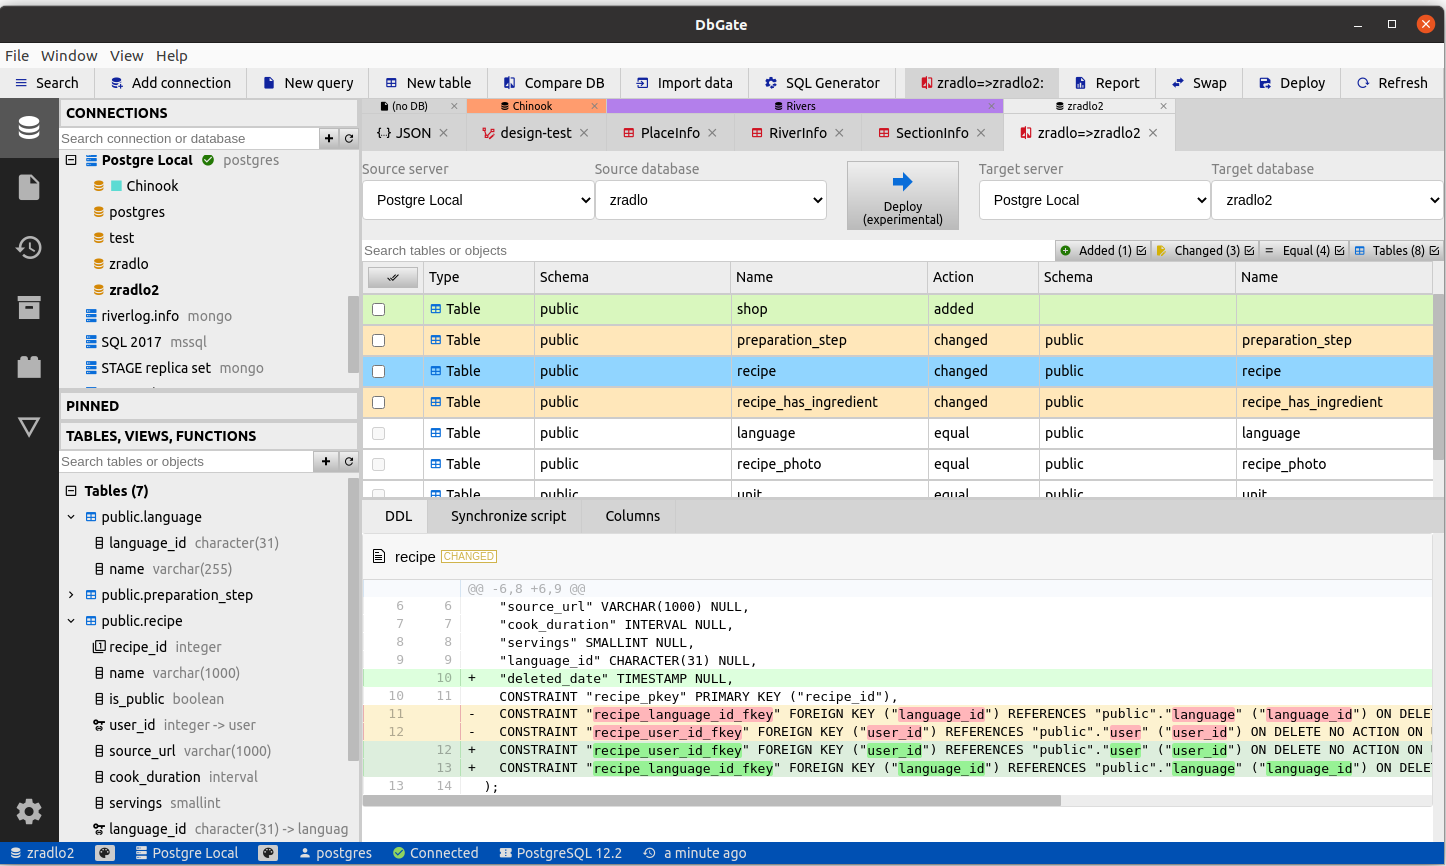 DbGate
File Window View Help
Search Add connection New query New table Compare DB Import data SQL Generator zradlo=>zradlo2: Report Swap Deploy Refresh
CONNECTIONS
Search connection or database
Postgre Local postgres
Chinook
postgres
test
zradlo
zradlo2
riverlog.info mongo
SQL 2017 mssql
STAGE replica set mongo
PINNED
TABLES, VIEWS, FUNCTIONS
Search tables or objects
Tables (7)
public.language
language_id character(31)
name varchar(255)
public.preparation_step
public.recipe
recipe_id integer
name varchar(1000)
is_public boolean
user_id integer -> user
source_url varchar(1000)
cook_duration interval
servings smallint
language_id character(31) -> languag
(no DB) Chinook Rivers zradlo2
JSON design-test PlaceInfo RiverInfo SectionInfo zradlo=>zradlo2
Source server Source database Target server Target database
Postgre Local zradlo Deploy (experimental) Postgre Local zradlo2
Search tables or objects Added (1) Changed (3) Equal (4) Tables (8)
Type Schema Name Action Schema Name
Table public shop added
Table public preparation_step changed public preparation_step
Table public recipe changed public recipe
Table public recipe_has_ingredient changed public recipe_has_ingredient
Table public language equal public language
Table public recipe_photo equal public recipe_photo
Table public unit equal public unit
DDL Synchronize script Columns
recipe CHANGED
@@ -6,8 +6,9 @@
6 6 "source_url" VARCHAR(1000) NULL,
7 7 "cook_duration" INTERVAL NULL,
8 8 "servings" SMALLINT NULL,
9 9 "language_id" CHARACTER(31) NULL,
10 + "deleted_date" TIMESTAMP NULL,
10 11 CONSTRAINT "recipe_pkey" PRIMARY KEY ("recipe_id"),
11 - CONSTRAINT "recipe_language_id_fkey" FOREIGN KEY ("language_id") REFERENCES "public"."language" ("language_id") ON DELE
12 - CONSTRAINT "recipe_user_id_fkey" FOREIGN KEY ("user_id") REFERENCES "public"."user" ("user_id") ON DELETE NO ACTION ON
12 + CONSTRAINT "recipe_user_id_fkey" FOREIGN KEY ("user_id") REFERENCES "public"."user" ("user_id") ON DELETE NO ACTION ON
13 + CONSTRAINT "recipe_language_id_fkey" FOREIGN KEY ("language_id") REFERENCES "public"."language" ("language_id") ON DELE
13 14 );
zradlo2 Postgre Local postgres Connected PostgreSQL 12.2 a minute ago